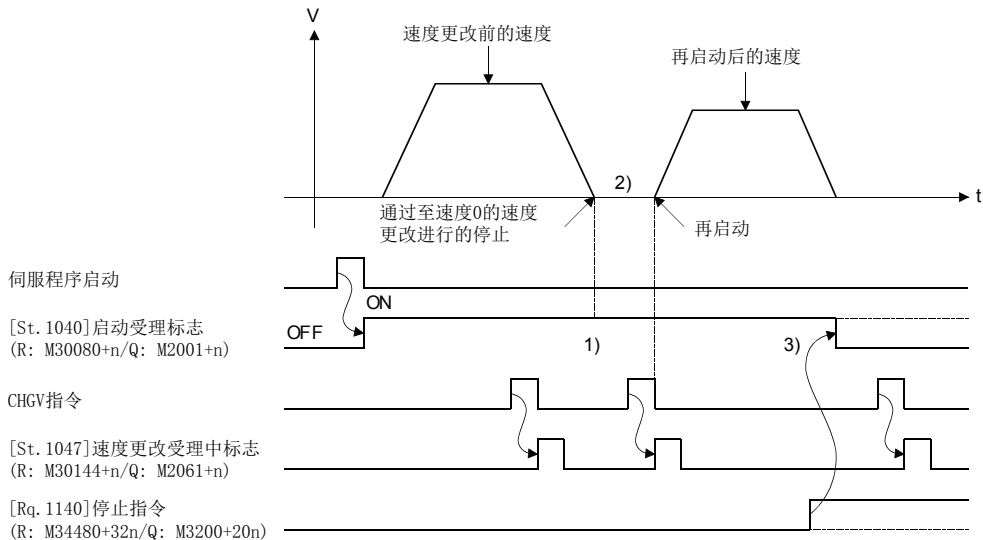 V
速度更改前的速度
再启动后的速度
2)
t
通过至速度0的速度
更改进行的停止
再启动
伺服程序启动
ON
[St.1040]启动受理标志
OFF
(R: M30080+n/Q: M2001+n)
1)
3)
CHGV指令
[St.1047]速度更改受理中标志
(R: M30144+n/Q: M2061+n)
[Rq.1140]停止指令
(R: M34480+32n/Q: M3200+20n)